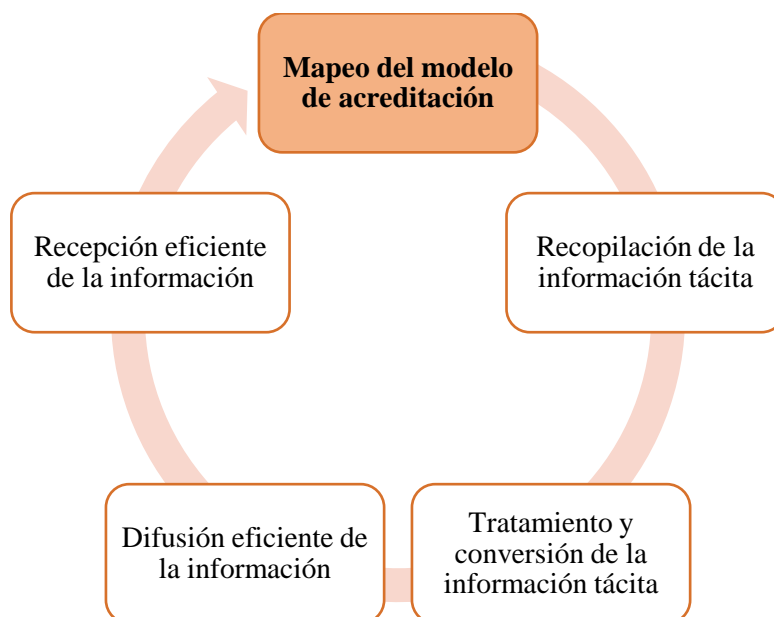 Mapeo del modelo
de acreditación
Recopilación de la
información tácita
Tratamiento y
conversión de la
información tácita
Difusión eficiente de
la información
Recepción eficiente
de la información